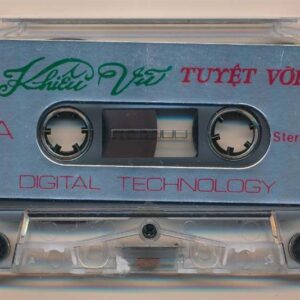 Khiêu Vũ TUYỆT VỜI
A
Ster
DIGITAL TECHNOLOGY